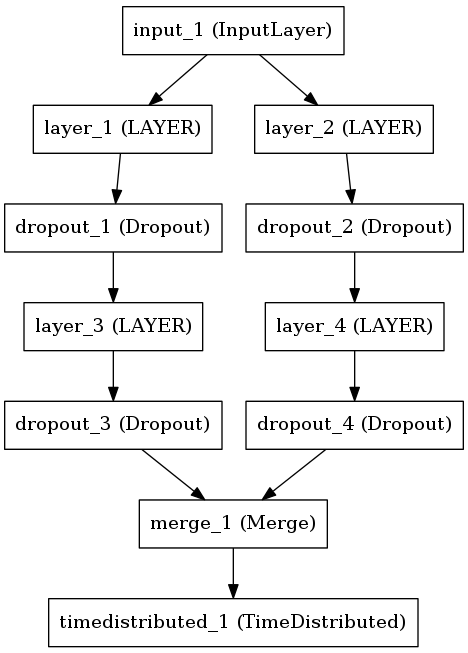 input_1 (InputLayer)
layer_1 (LAYER)
layer_2 (LAYER)
dropout_1 (Dropout)
dropout_2 (Dropout)
layer_3 (LAYER)
layer_4 (LAYER)
dropout_3 (Dropout)
dropout_4 (Dropout)
merge_1 (Merge)
timedistributed_1 (TimeDistributed)